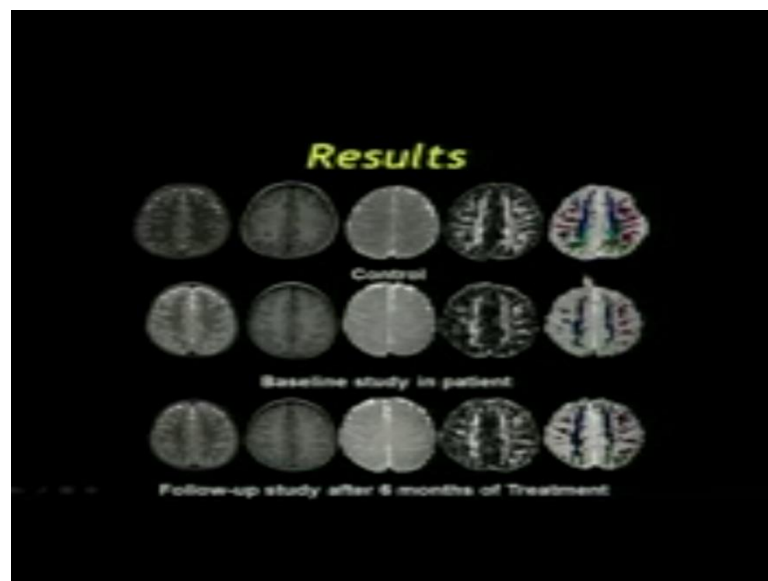 Results
Control
Baseline study in patient
Follow-up study after 6 months of Treatment